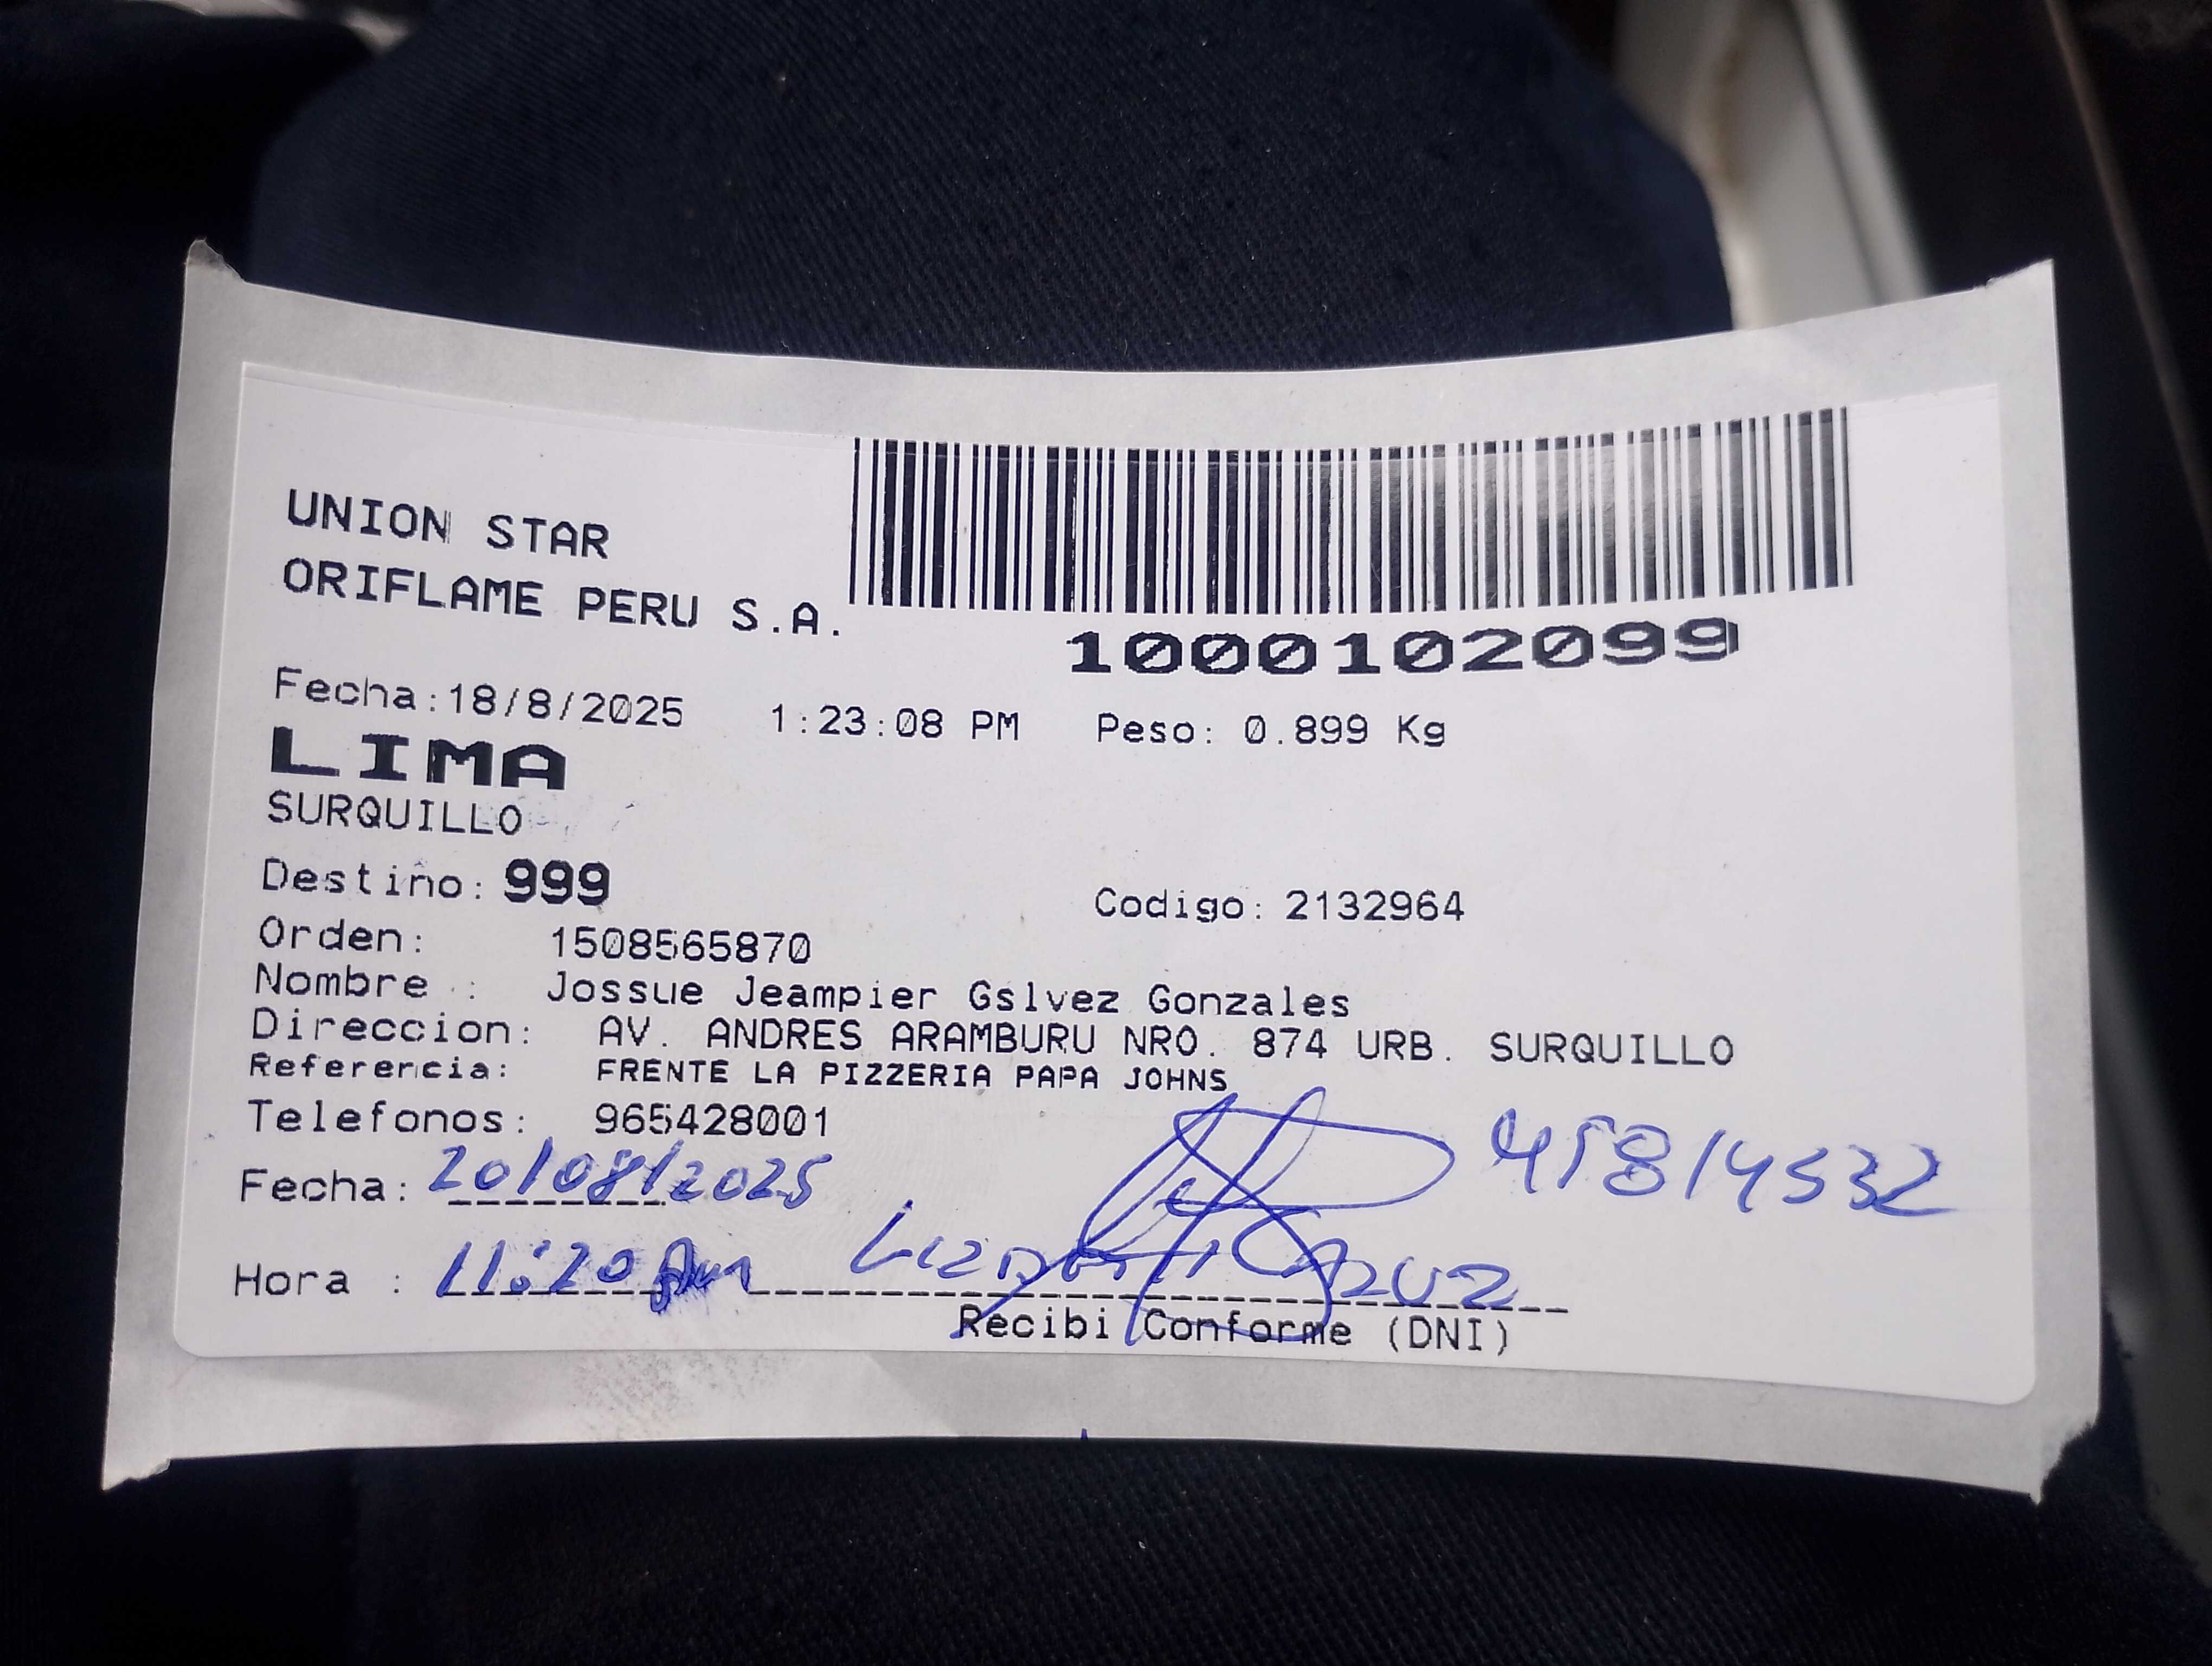 UNION STAR
ORIFLAME PERU S.A.
1000102099
Fecha:18/8/2025 1:23:08 PM Peso: 0.899 Kg
LIMA
SURQUILLO
Destino: 999 Codigo: 2132964
Orden: 1508565870
Nombre : Jossue Jeampier Gslvez Gonzales
Direccion: AV. ANDRES ARAMBURU NRO. 874 URB. SURQUILLO
Referencia: FRENTE LA PIZZERIA PAPA JOHNS
Telefonos: 965428001
Fecha: 20/08/2025 45814532
Hora : 11:20
Recibi Conforme (DNI)